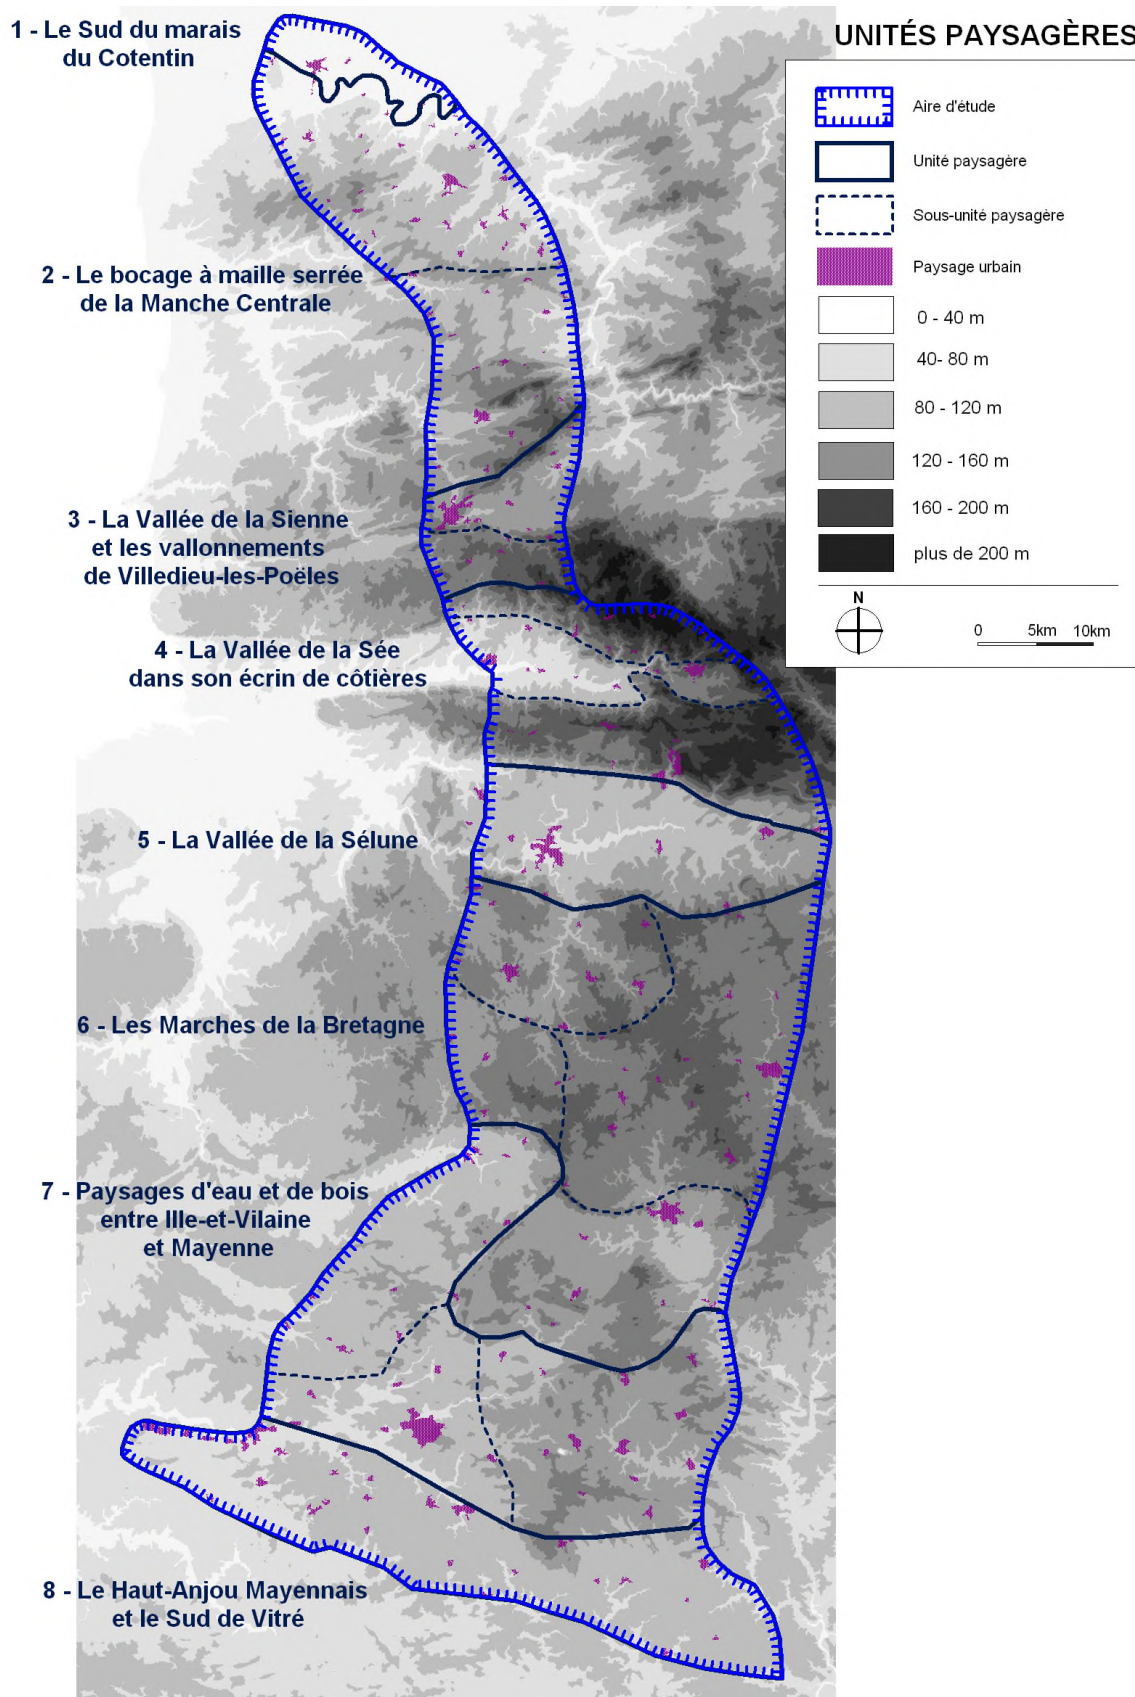 UNITÉS PAYSAGÈRES
1 - Le Sud du marais
du Cotentin
2 - Le bocage à maille serrée
de la Manche Centrale
3 - La Vallée de la Sienne
et les vallonnements
de Villedieu-les-Poëles
4 - La Vallée de la Sée
dans son écrin de côtières
5 - La Vallée de la Sélune
6 - Les Marches de la Bretagne
7 - Paysages d'eau et de bois
entre Ille-et-Vilaine
et Mayenne
8 - Le Haut-Anjou Mayennais
et le Sud de Vitré
Aire d'étude
Unité paysagère
Sous-unité paysagère
Paysage urbain
0 - 40 m
40- 80 m
80 - 120 m
120 - 160 m
160 - 200 m
plus de 200 m
N
0 5km 10km